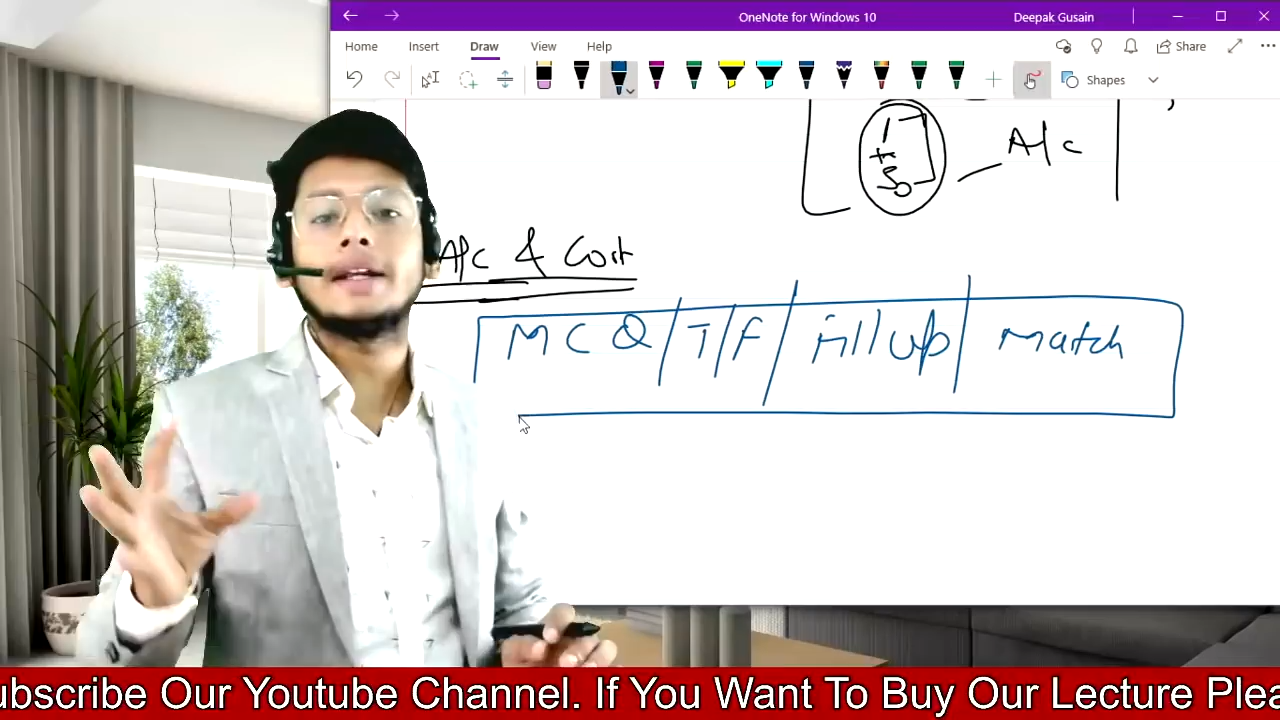 OneNote for Windows 10 Deepak Gusain
Home Insert Draw View Help Share
Shapes
A/c
A/c & Cost
MCQ / T/F / Fill up / Match
ubscribe Our Youtube Channel. If You Want To Buy Our Lecture Plea